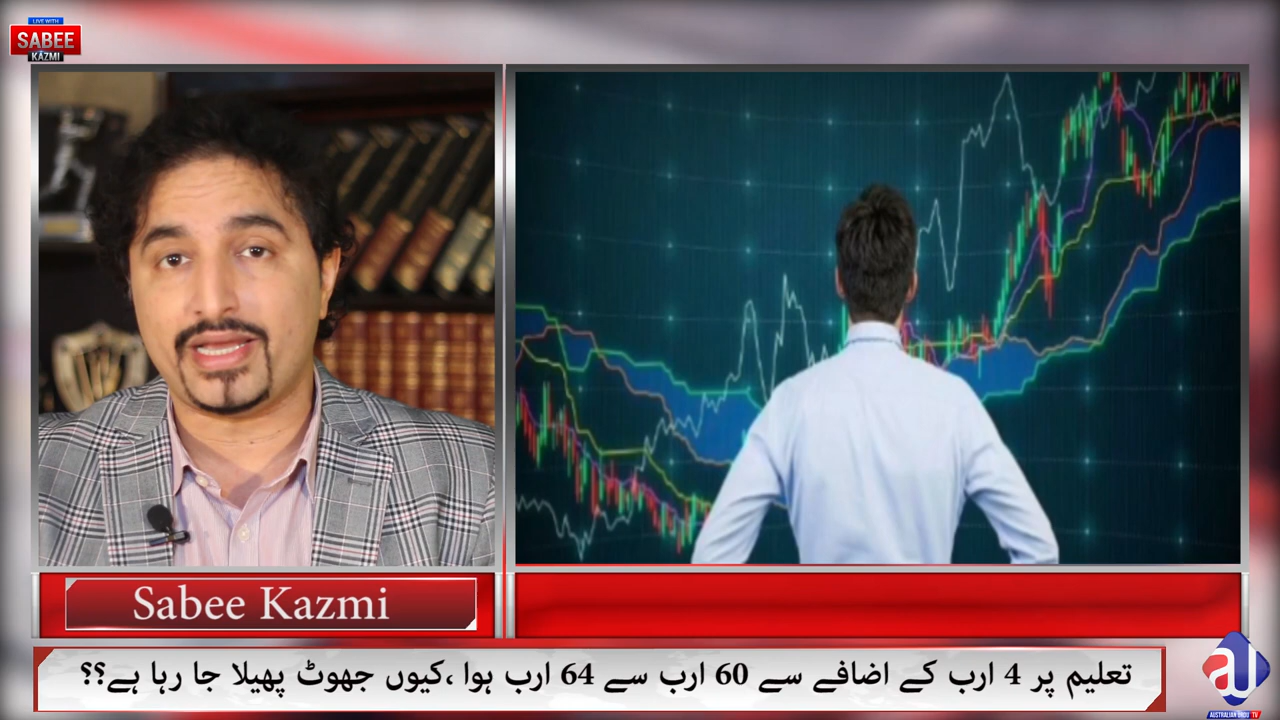 LIVE WITH
SABEE
KAZMI
Sabee Kazmi
تعلیم پر 4 ارب کے اضافے سے 60 ارب سے 64 ارب ہوا ،کیوں جھوٹ پھیلا جا رہا ہے؟؟
AUSTRALIAN URDU TV